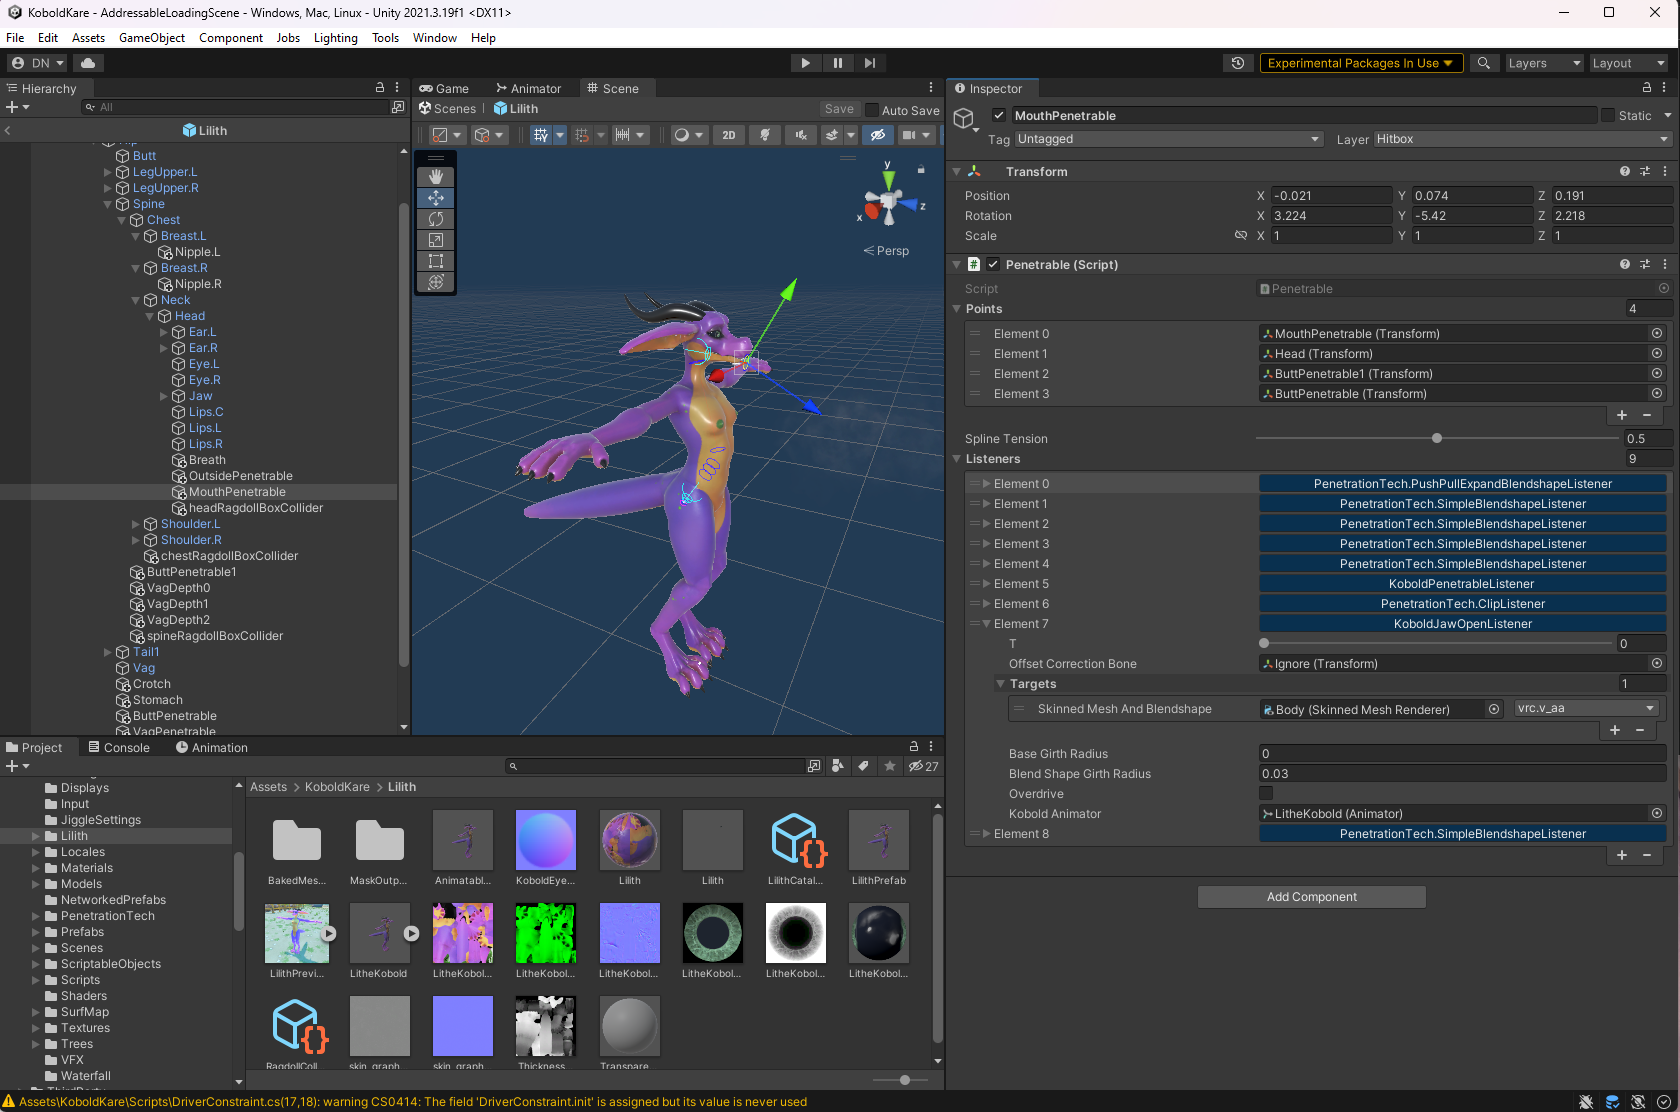 KoboldKare - AddressableLoadingScene - Windows, Mac, Linux - Unity 2021.3.19f1 <DX11>
File Edit Assets GameObject Component Jobs Lighting Tools Window Help
DN Experimental Packages In Use Layers Layout
Hierarchy
All
Lilith
Butt
LegUpper.L
LegUpper.R
Spine
Chest
Breast.L
Nipple.L
Breast.R
Nipple.R
Neck
Head
Ear.L
Ear.R
Eye.L
Eye.R
Jaw
Lips.C
Lips.L
Lips.R
Breath
OutsidePenetrable
MouthPenetrable
headRagdollBoxCollider
Shoulder.L
Shoulder.R
chestRagdollBoxCollider
ButtPenetrable1
VagDepth0
VagDepth1
VagDepth2
spineRagdollBoxCollider
Tail1
Vag
Crotch
Stomach
ButtPenetrable
VagPenetrable
Game Animator Scene
Scenes Lilith Save Auto Save
2D
y
x
z
Persp
Inspector
MouthPenetrable Static
Tag Untagged Layer Hitbox
Transform
Position X -0.021 Y 0.074 Z 0.191
Rotation X 3.224 Y -5.42 Z 2.218
Scale X 1 Y 1 Z 1
Penetrable (Script)
Script Penetrable
Points 4
Element 0 MouthPenetrable (Transform)
Element 1 Head (Transform)
Element 2 ButtPenetrable1 (Transform)
Element 3 ButtPenetrable (Transform)
Spline Tension 0.5
Listeners 9
Element 0 PenetrationTech.PushPullExpandBlendshapeListener
Element 1 PenetrationTech.SimpleBlendshapeListener
Element 2 PenetrationTech.SimpleBlendshapeListener
Element 3 PenetrationTech.SimpleBlendshapeListener
Element 4 PenetrationTech.SimpleBlendshapeListener
Element 5 KoboldPenetrableListener
Element 6 PenetrationTech.ClipListener
Element 7 KoboldJawOpenListener
T 0
Offset Correction Bone Ignore (Transform)
Targets 1
Skinned Mesh And Blendshape Body (Skinned Mesh Renderer) vrc.v_aa
Base Girth Radius 0
Blend Shape Girth Radius 0.03
Overdrive
Kobold Animator LitheKobold (Animator)
Element 8 PenetrationTech.SimpleBlendshapeListener
Add Component
Project Console Animation
27
Displays
Input
JiggleSettings
Lilith
Locales
Materials
Models
NetworkedPrefabs
PenetrationTech
Prefabs
Scenes
ScriptableObjects
Scripts
Shaders
SurfMap
Textures
Trees
VFX
Waterfall
Assets > KoboldKare > Lilith
BakedMes... MaskOutp... Animatabl... KoboldEye... Lilith Lilith LilithCatal... LilithPrefab
LilithPrevi... LitheKobold LitheKobol... LitheKobol... LitheKobol... LitheKobol... LitheKobol... LitheKobol...
RagdollColl... skin_graph... skin_graph... Thickness... Transpare...
Assets\KoboldKare\Scripts\DriverConstraint.cs(17,18): warning CS0414: The field 'DriverConstraint.init' is assigned but its value is never used